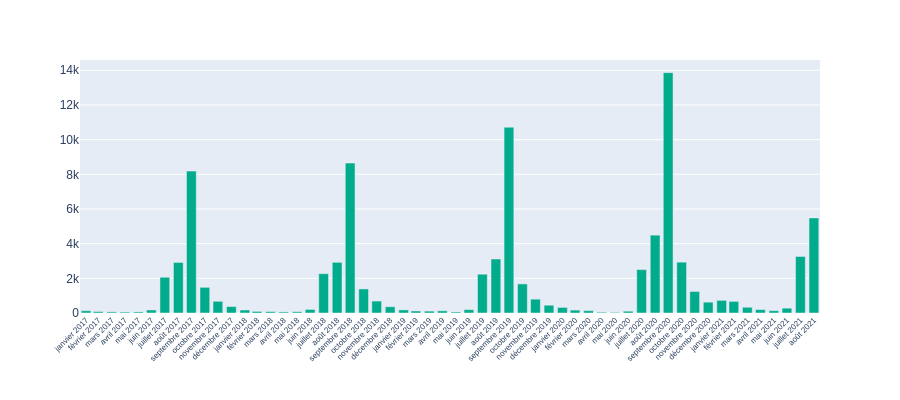 14k
12k
10k
8k
6k
4k
2k
0
janvier 2017
février 2017
mars 2017
avril 2017
mai 2017
juin 2017
juillet 2017
août 2017
septembre 2017
octobre 2017
novembre 2017
décembre 2017
janvier 2018
février 2018
mars 2018
avril 2018
mai 2018
juin 2018
juillet 2018
août 2018
septembre 2018
octobre 2018
novembre 2018
décembre 2018
janvier 2019
février 2019
mars 2019
avril 2019
mai 2019
juin 2019
juillet 2019
août 2019
septembre 2019
octobre 2019
novembre 2019
décembre 2019
janvier 2020
février 2020
mars 2020
avril 2020
mai 2020
juin 2020
juillet 2020
août 2020
septembre 2020
octobre 2020
novembre 2020
décembre 2020
janvier 2021
février 2021
mars 2021
avril 2021
mai 2021
juin 2021
juillet 2021
août 2021